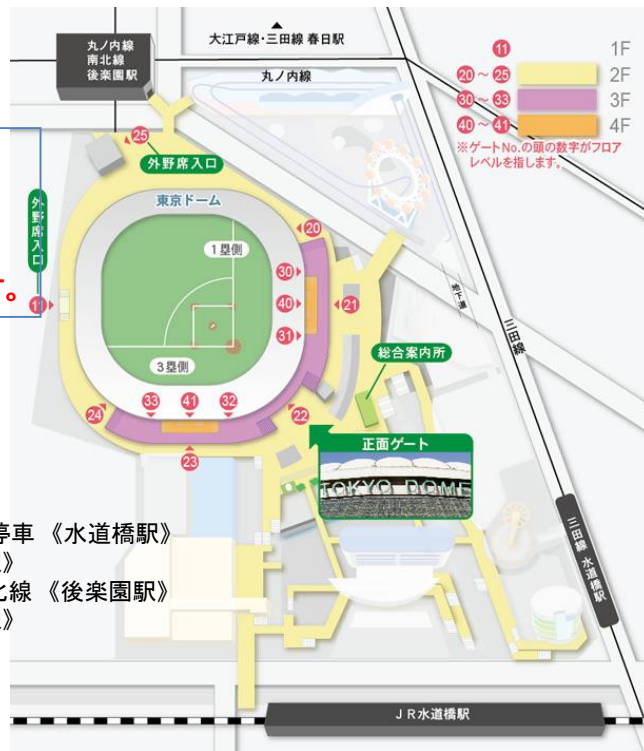 大江戸線・三田線 春日駅
丸ノ内線
南北線
後楽園駅
丸ノ内線
11 1F
20～25 2F
30～33 3F
40～41 4F
※ゲートNo.の頭の数字がフロア
レベルを指します。
25
外野席入口
東京ドーム
20
1塁側
30
外野席入口
40
21
。
11
地下道
三田線
31
総合案内所
3塁側
33
41
32
24
22
23
正面ゲート
TOKYO DOME
停車 《水道橋駅》
》
線 《後楽園駅》
》
三田線 水道橋駅
JR水道橋駅